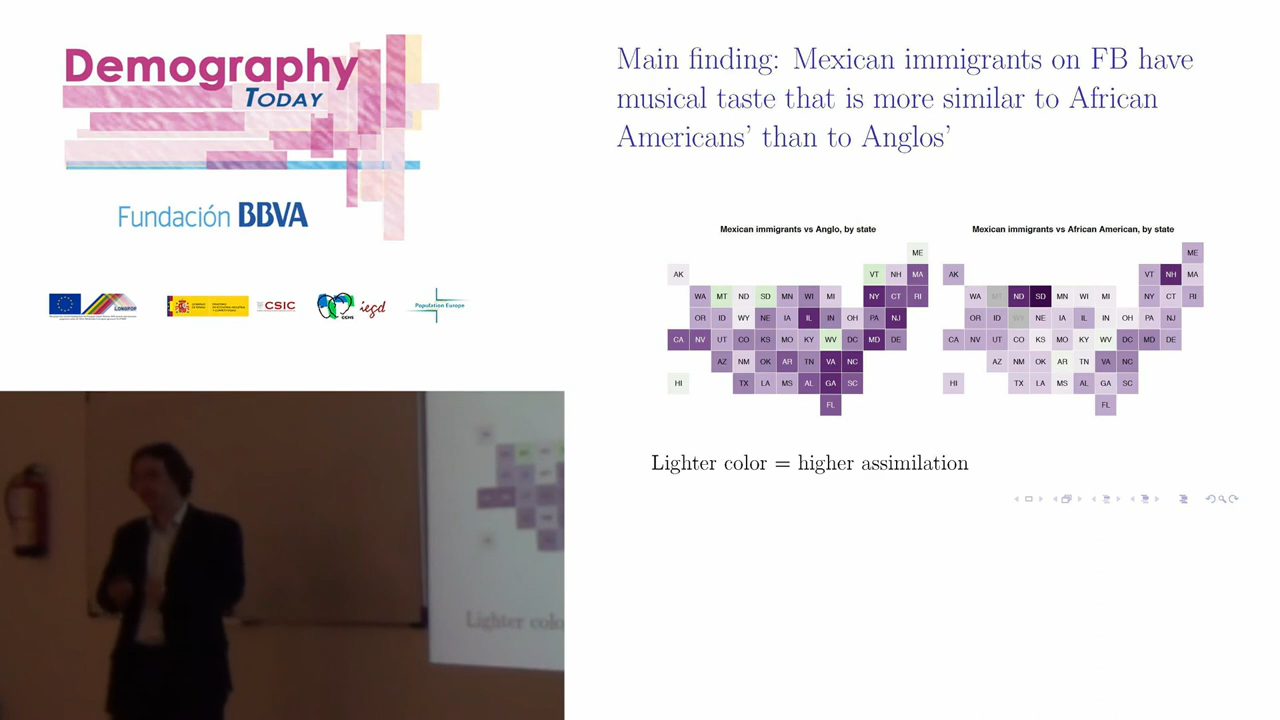 Demography
TODAY
Fundación BBVA
CSIC
CCHS
iegd
Population Europe
Main finding: Mexican immigrants on FB have
musical taste that is more similar to African
Americans' than to Anglos'
Mexican immigrants vs Anglo, by state
ME
AK VT NH MA
WA MT ND SD MN WI MI NY CT RI
OR ID WY NE IA IL IN OH PA NJ
CA NV UT CO KS MO KY WV DC MD DE
AZ NM OK AR TN VA NC
HI TX LA MS AL GA SC
FL
Mexican immigrants vs African American, by state
ME
AK VT NH MA
WA MT ND SD MN WI MI NY CT RI
OR ID WY NE IA IL IN OH PA NJ
CA NV UT CO KS MO KY WV DC MD DE
AZ NM OK AR TN VA NC
HI TX LA MS AL GA SC
FL
Lighter color = higher assimilation
Lighter colo